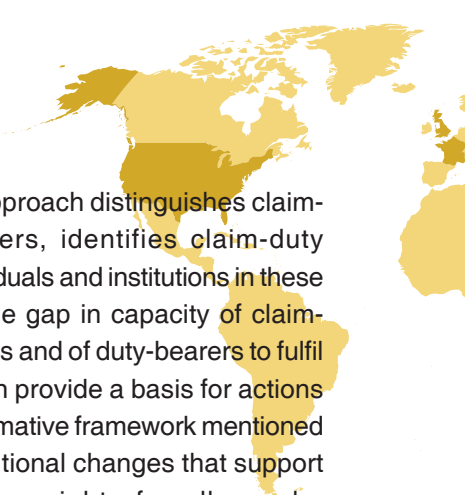 proach distinguishes claim-
ers, identifies claim-duty
duals and institutions in these
e gap in capacity of claim-
s and of duty-bearers to fulfil
n provide a basis for actions
mative framework mentioned
tional changes that support